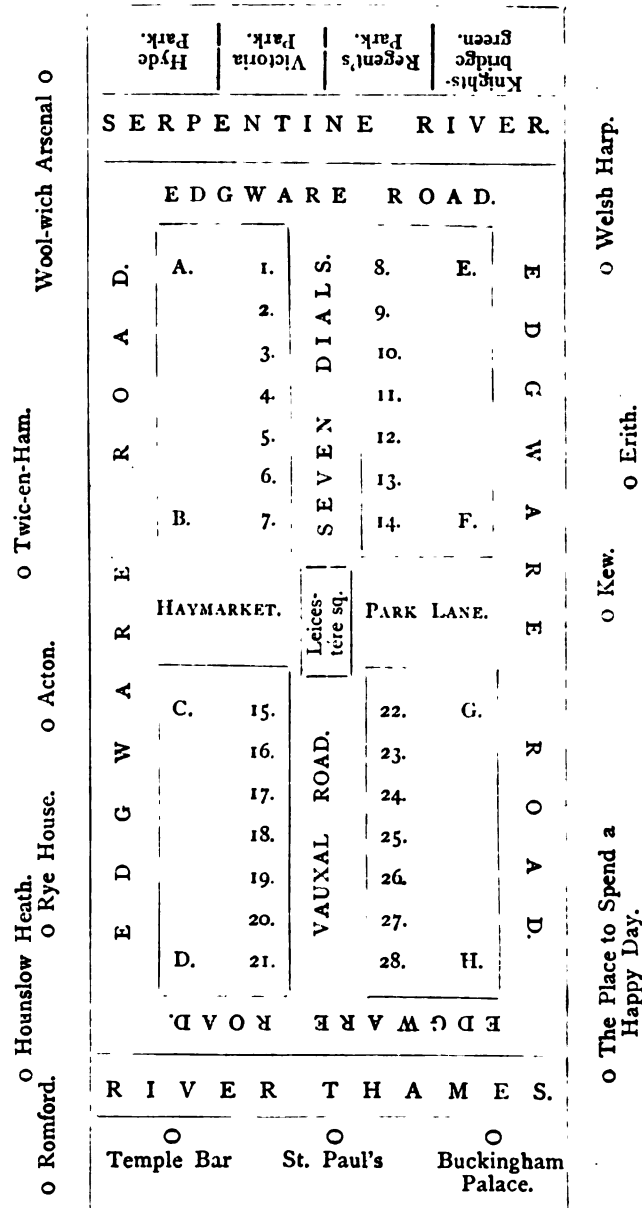 Hyde
Park.
Victoria
Park.
Regent's
Park.
Knights-
bridge
green.
SERPENTINE RIVER.
EDGWARE ROAD.
Wool-wich Arsenal
Twic-en-Ham.
Acton.
Rye House.
Hounslow Heath.
Romford.
EDGWARE ROAD.
A. 1.
2.
3.
4.
5.
6.
B. 7.
SEVEN DIALS.
8. E.
9.
10.
11.
12.
13.
14. F.
HAYMARKET.
Leices-
tère sq.
PARK LANE.
C. 15.
16.
17.
18.
19.
20.
D. 21.
VAUXAL ROAD.
22. G.
23.
24.
25.
26.
27.
28. H.
EDGWARE ROAD.
EDGWARE ROAD.
Welsh Harp.
Erith.
Kew.
The Place to Spend a
Happy Day.
RIVER THAMES.
Temple Bar
St. Paul's
Buckingham
Palace.